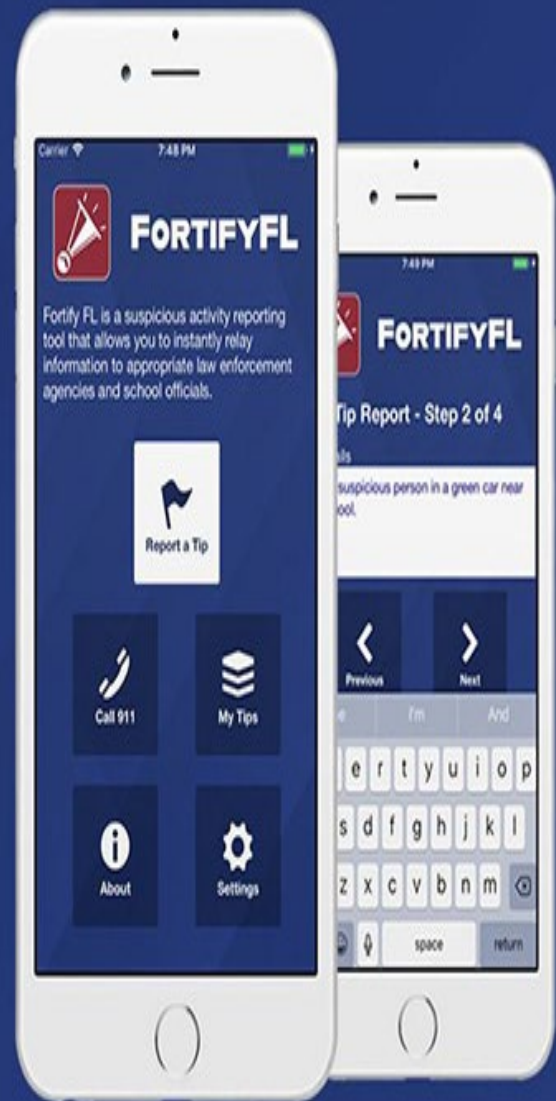 Carrier 7:48 PM
FORTIFYFL
Fortify FL is a suspicious activity reporting
tool that allows you to instantly relay
information to appropriate law enforcement
agencies and school officials.
Report a Tip
Call 911
My Tips
About
Settings
7:49 PM
FORTIFYFL
Tip Report - Step 2 of 4
suspicious person in a green car near
Previous
Next
I'm
And
e r t y u i o p
s d f g h j k l
z x c v b n m
space
return